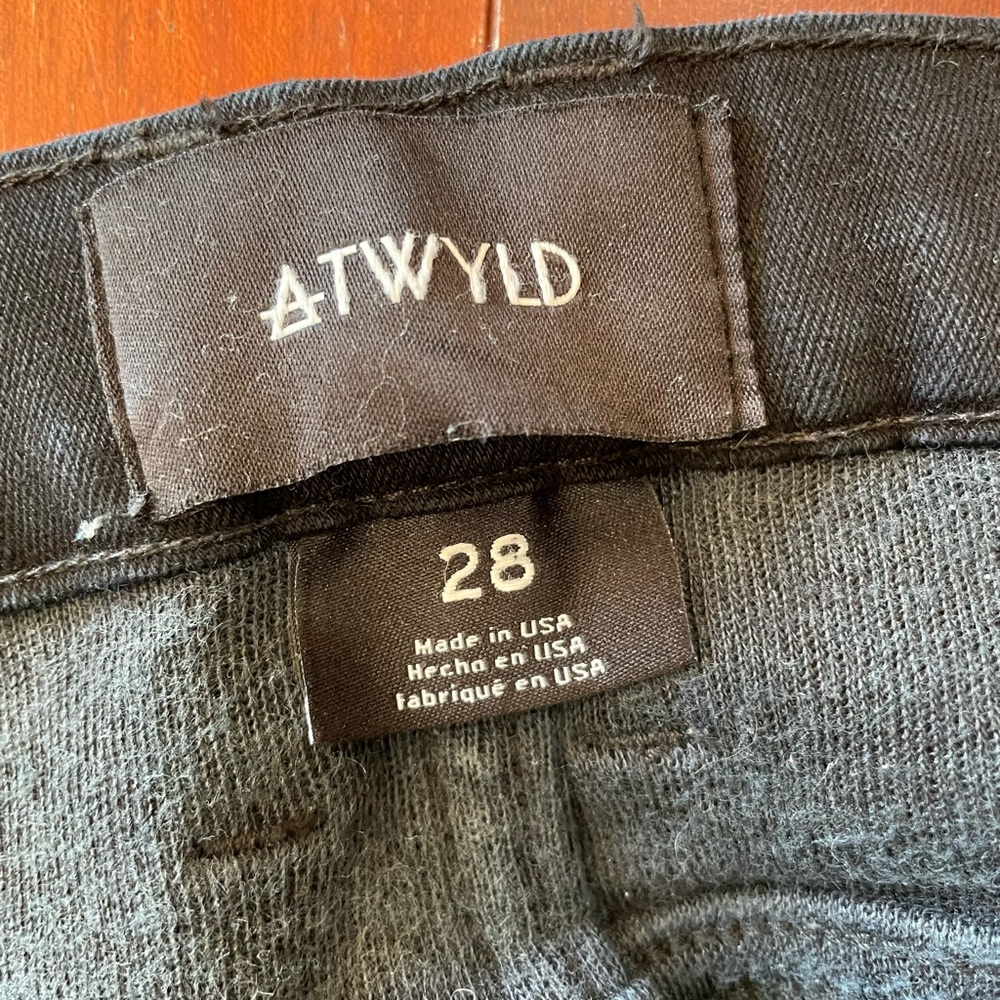 ATWYLD
28
Made in USA
Hecho en USA
fabriqué en USA